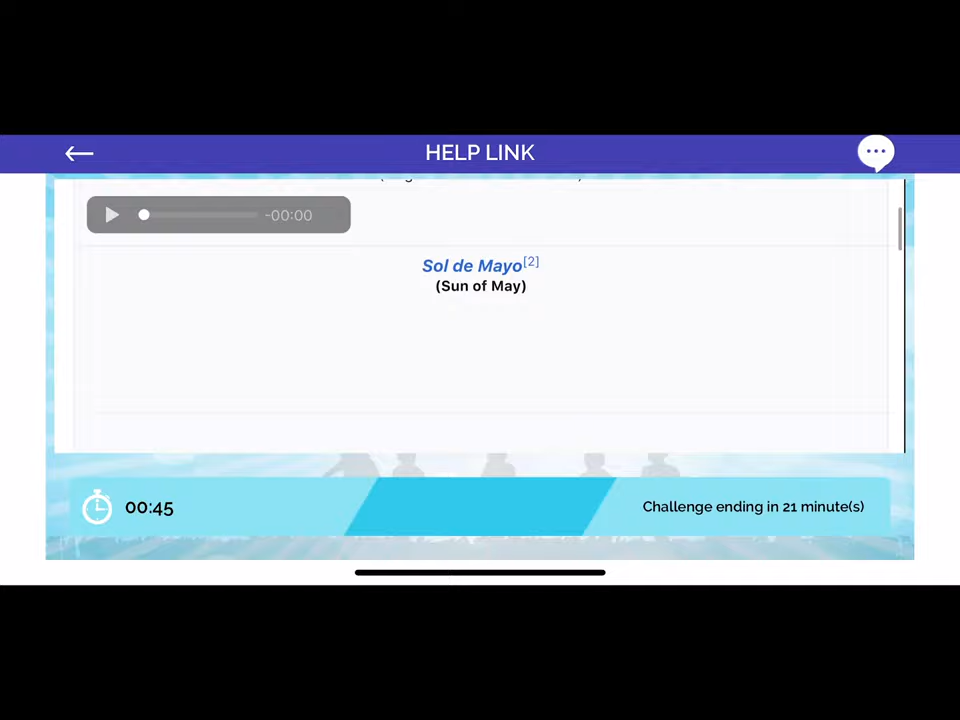 HELP LINK
-00:00
Sol de Mayo[2]
(Sun of May)
00:45
Challenge ending in 21 minute(s)